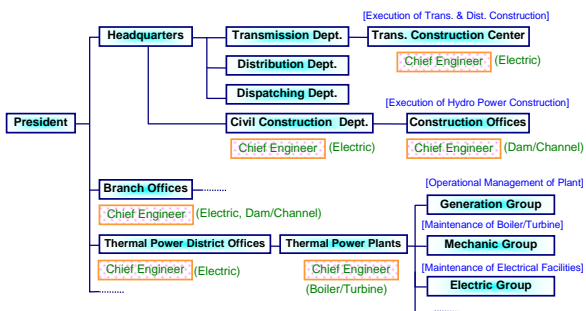 [Execution of Trans. & Dist. Construction]
Headquarters
Transmission Dept.
Trans. Construction Center
Chief Engineer (Electric)
Distribution Dept.
Dispatching Dept.
[Execution of Hydro Power Construction]
President
Civil Construction Dept.
Construction Offices
Chief Engineer (Electric)
Chief Engineer (Dam/Channel)
[Operational Management of Plant]
Branch Offices ..........
Generation Group
Chief Engineer (Electric, Dam/Channel)
[Maintenance of Boiler/Turbine]
Thermal Power District Offices
Thermal Power Plants
Mechanic Group
Chief Engineer (Electric)
Chief Engineer
(Boiler/Turbine)
[Maintenance of Electrical Facilities]
Electric Group
..........